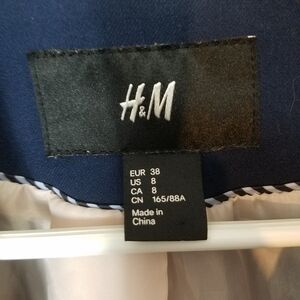 H&M
EUR 38
US 8
CA 8
CN 165/88A
Made in
China